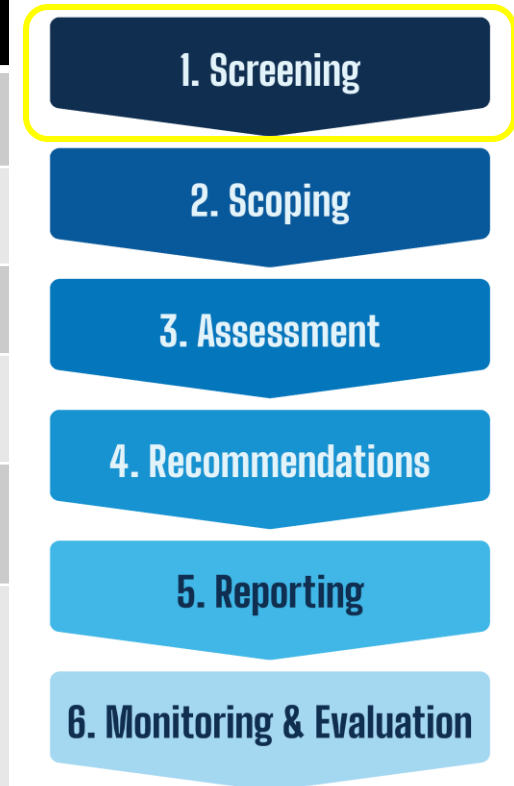 1. Screening
2. Scoping
3. Assessment
4. Recommendations
5. Reporting
6. Monitoring & Evaluation